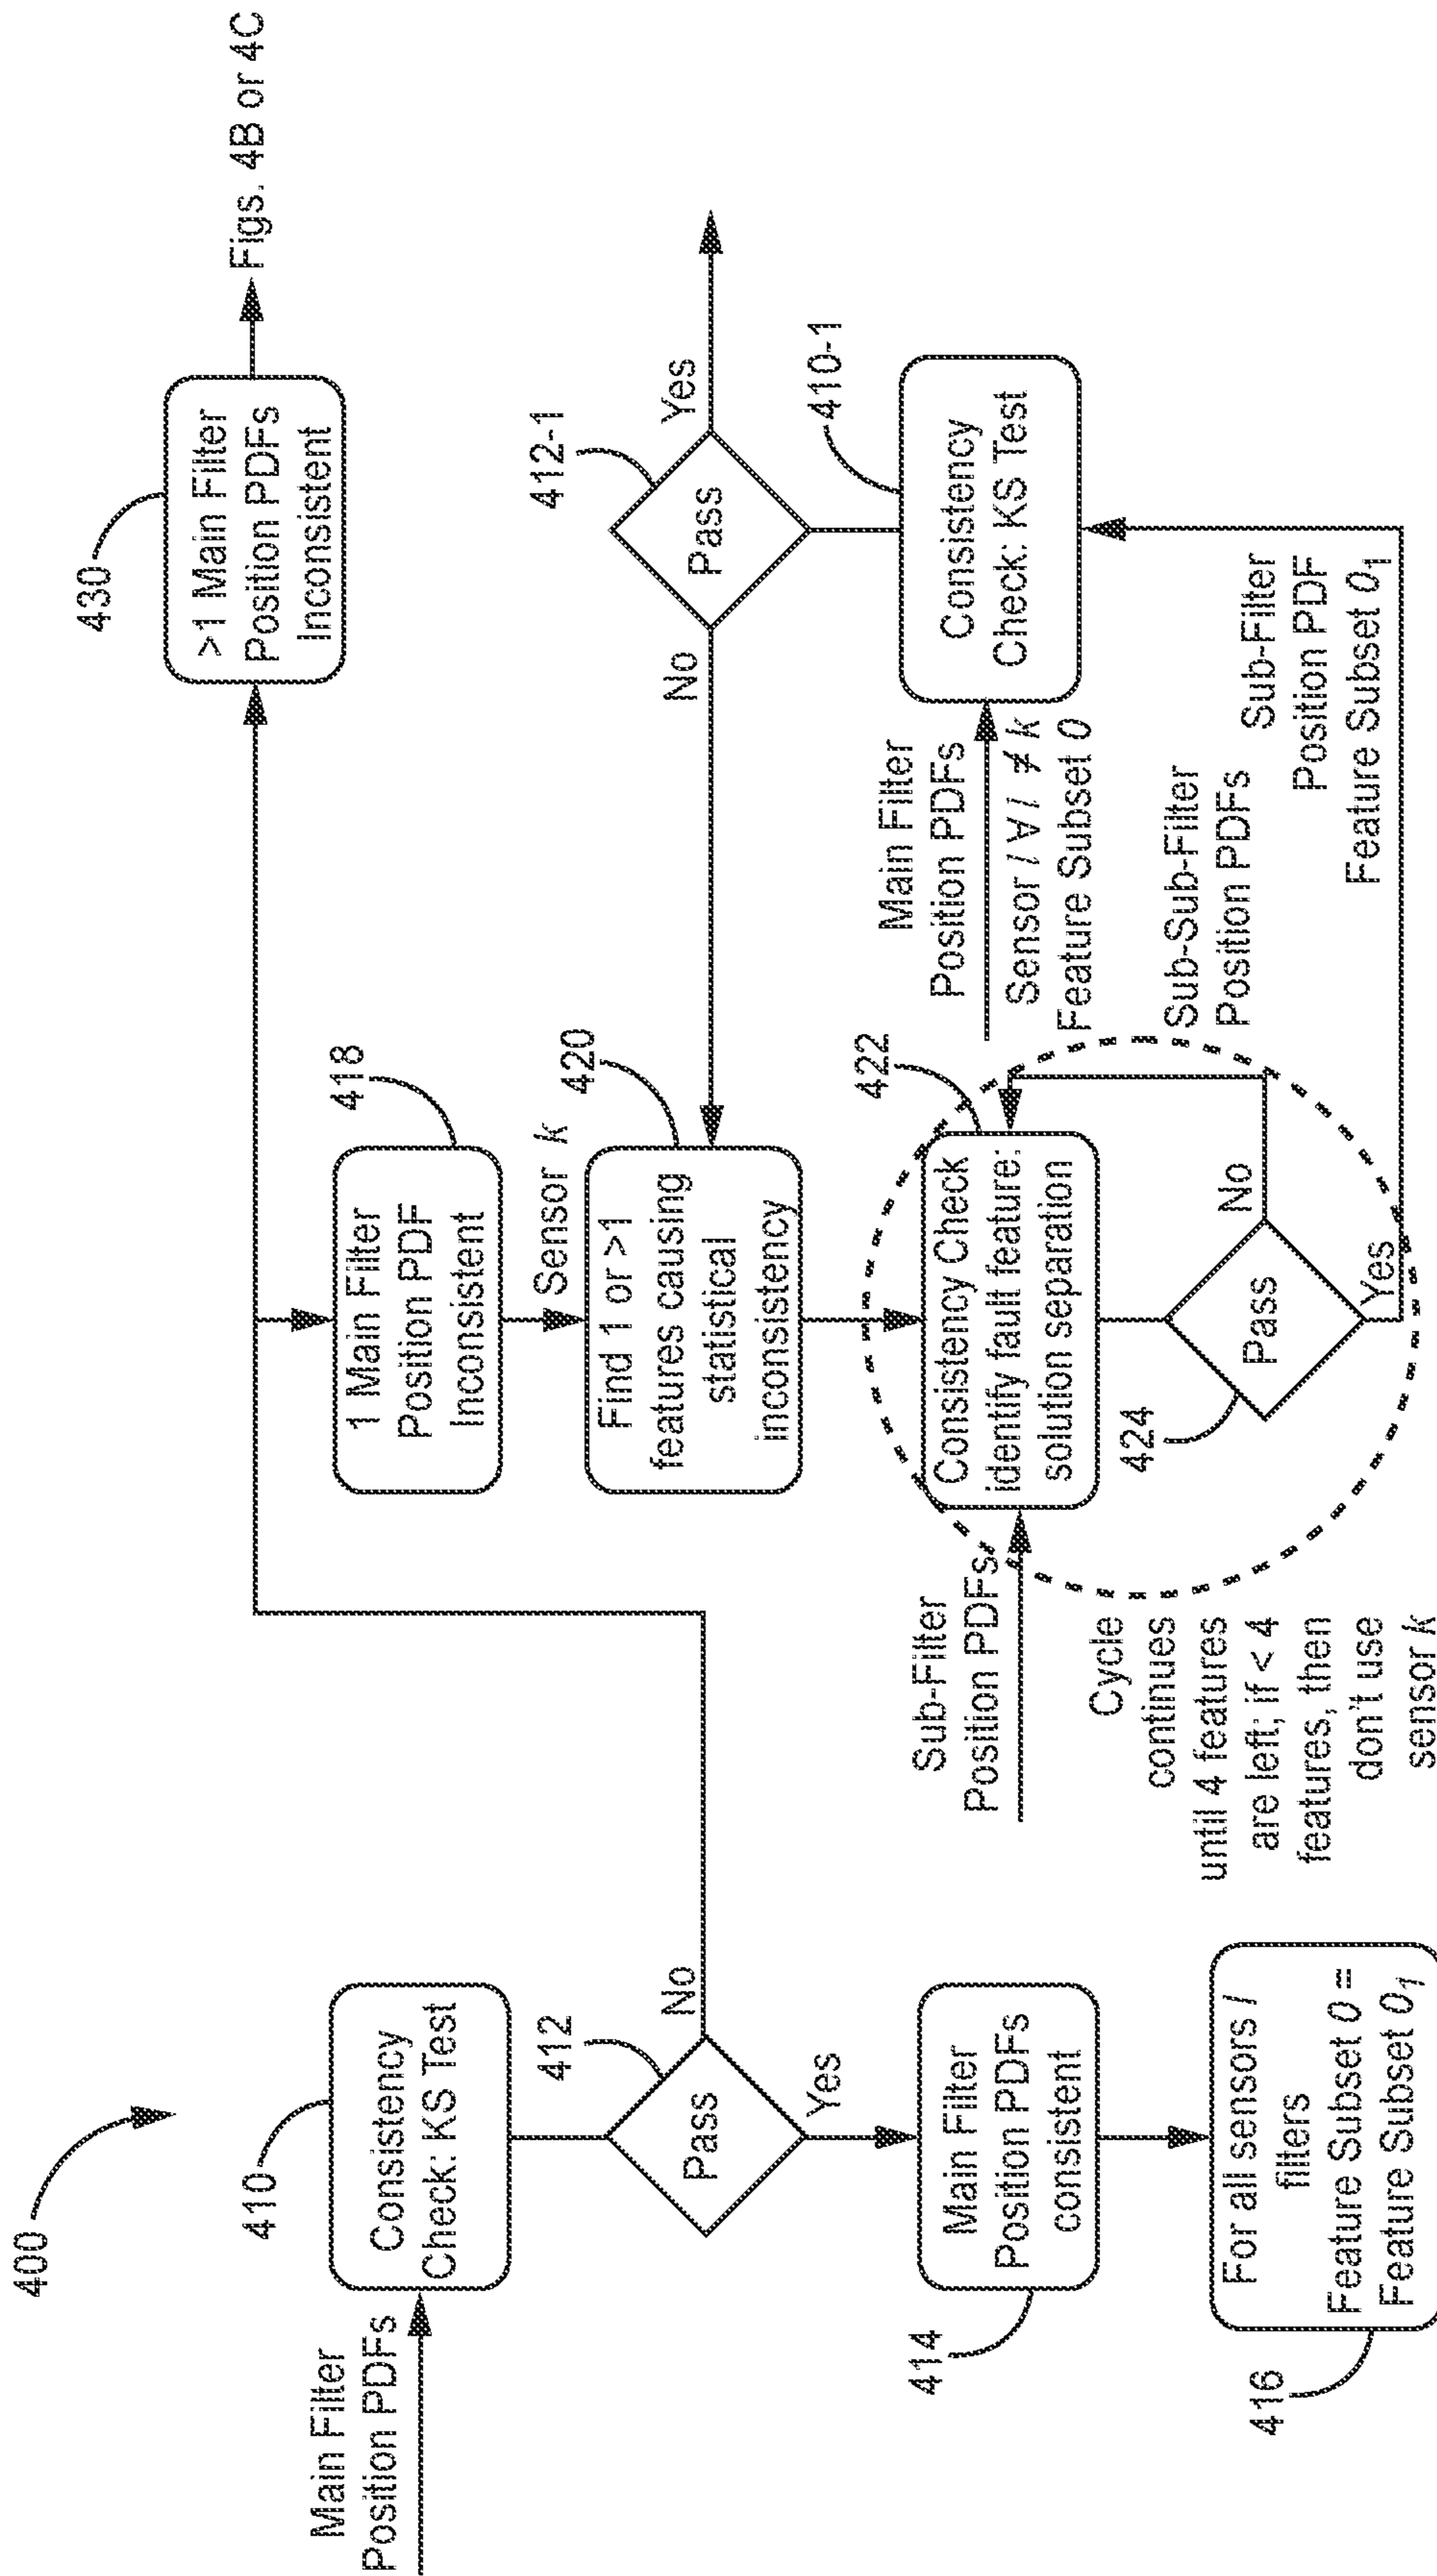 400
410
Main Filter
Position PDFs
Consistency
Check: KS Test
412
Pass
No
Yes
414
Main Filter
Position PDFs
consistent
416
For all sensors /
filters
Feature Subset 0 =
Feature Subset 0₁
418
1 Main Filter
Position PDF
Inconsistent
Sensor k
420
Find 1 or >1
features causing
statistical
inconsistency
422
Sub-Filter
Position PDFs
Consistency Check
identify fault feature:
solution separation
424
Pass
No
Yes
Cycle
continues
until 4 features
are left; if < 4
features, then
don't use
sensor k
Sub-Sub-Filter
Position PDFs
Sub-Filter
Position PDF
Feature Subset 0₁
430
>1 Main Filter
Position PDFs
Inconsistent
Figs. 4B or 4C
412-1
Pass
No
Yes
410-1
Main Filter
Position PDFs
Sensor l ∀ l ≠ k
Feature Subset 0
Consistency
Check: KS Test